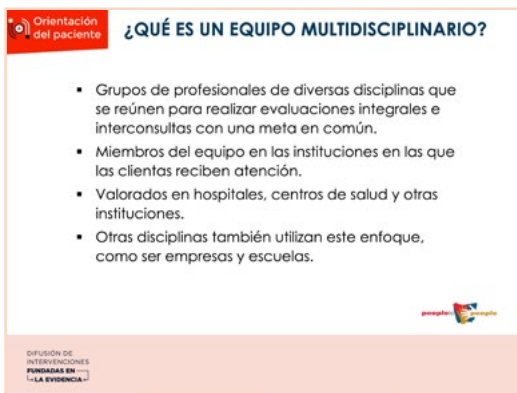 Orientación
del paciente
¿QUÉ ES UN EQUIPO MULTIDISCIPLINARIO?
▪ Grupos de profesionales de diversas disciplinas que
se reúnen para realizar evaluaciones integrales e
interconsultas con una meta en común.
▪ Miembros del equipo en las instituciones en las que
las clientas reciben atención.
▪ Valorados en hospitales, centros de salud y otras
instituciones.
▪ Otras disciplinas también utilizan este enfoque,
como ser empresas y escuelas.
people people
DIFUSIÓN DE
INTERVENCIONES
FUNDADAS EN
LA EVIDENCIA